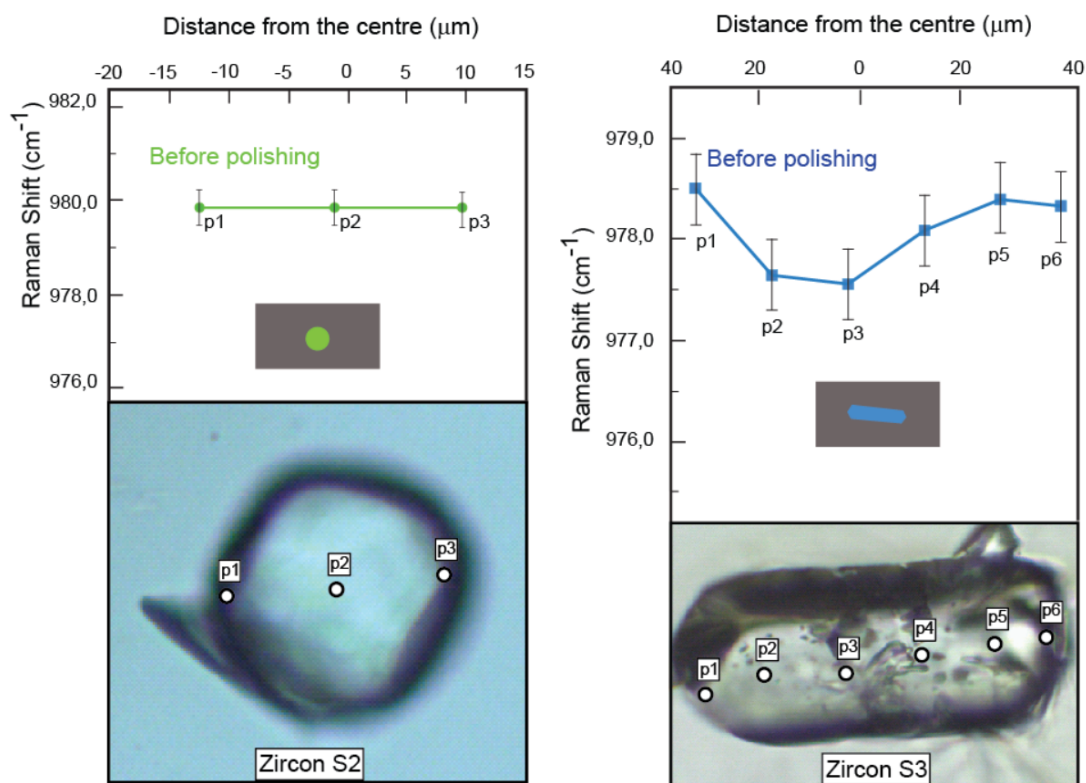 Distance from the centre (μm)
-20 -10 -5 0 5 10 15
Raman Shift (cm-1)
982,0
980,0
978,0
976,0
Before polishing
p1 p2 p3
p1 p2 p3
Zircon S2
Distance from the centre (μm)
40 20 0 20 40
Raman Shift (cm-1)
979,0
978,0
977,0
976,0
Before polishing
p1 p2 p3 p4 p5 p6
p1 p2 p3 p4 p5 p6
Zircon S3